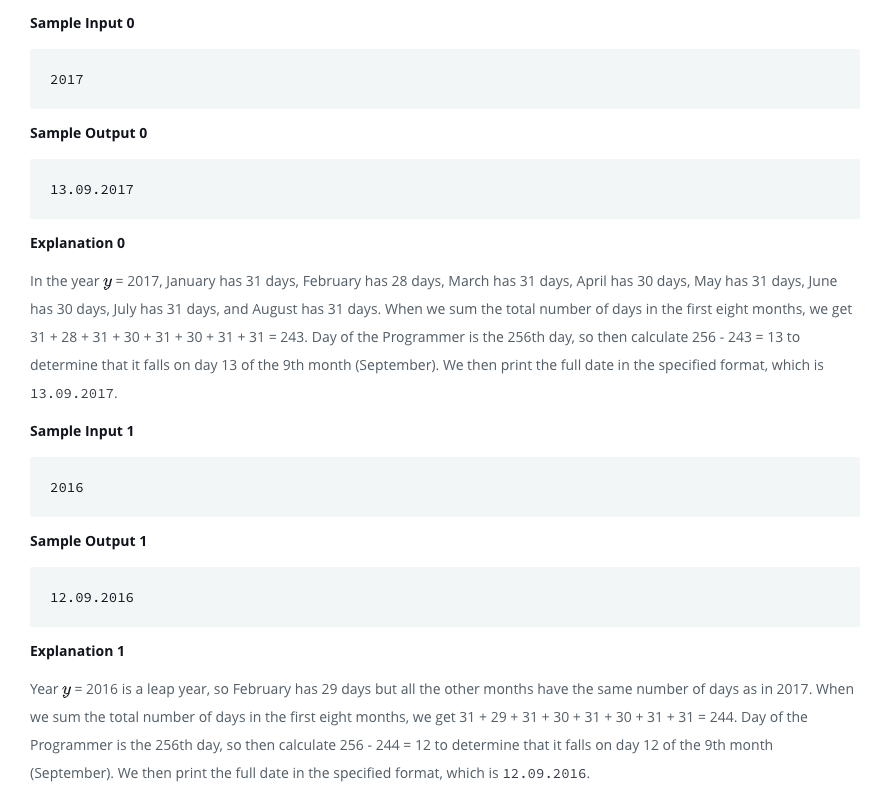 Sample Input 0
2017
Sample Output 0
13.09.2017
Explanation 0
In the year y = 2017, January has 31 days, February has 28 days, March has 31 days, April has 30 days, May has 31 days, June
has 30 days, July has 31 days, and August has 31 days. When we sum the total number of days in the first eight months, we get
31 + 28 + 31 + 30 + 31 + 30 + 31 + 31 = 243. Day of the Programmer is the 256th day, so then calculate 256 - 243 = 13 to
determine that it falls on day 13 of the 9th month (September). We then print the full date in the specified format, which is
13.09.2017.
Sample Input 1
2016
Sample Output 1
12.09.2016
Explanation 1
Year y = 2016 is a leap year, so February has 29 days but all the other months have the same number of days as in 2017. When
we sum the total number of days in the first eight months, we get 31 + 29 + 31 + 30 + 31 + 30 + 31 + 31 = 244. Day of the
Programmer is the 256th day, so then calculate 256 - 244 = 12 to determine that it falls on day 12 of the 9th month
(September). We then print the full date in the specified format, which is 12.09.2016.